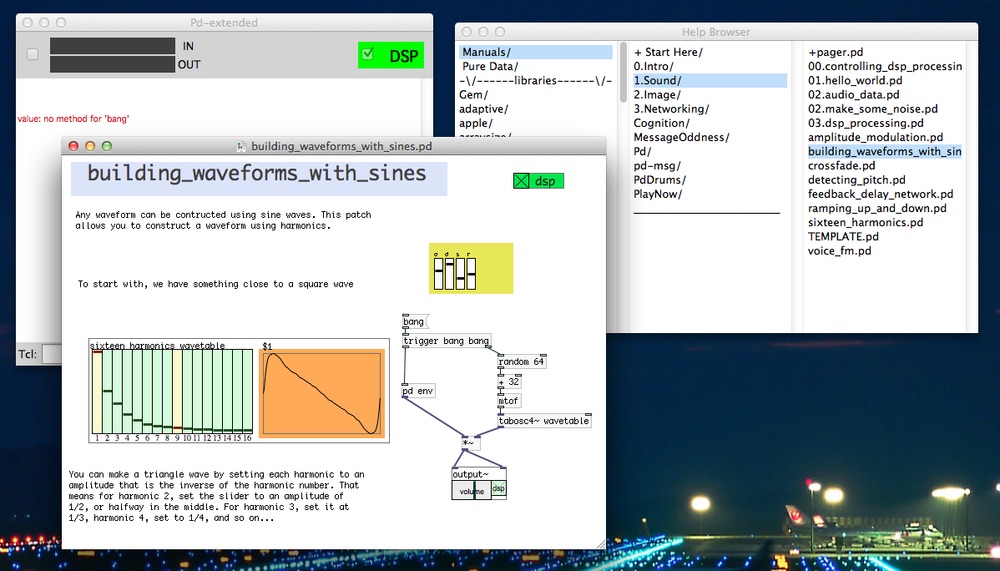 Pd-extended
IN
OUT
DSP
value: no method for 'bang'
Tcl:
Help Browser
Manuals/
Pure Data/
-\/------libraries------\/-
Gem/
adaptive/
apple/
+ Start Here/
0.Intro/
1.Sound/
2.Image/
3.Networking/
Cognition/
MessageOddness/
Pd/
pd-msg/
PdDrums/
PlayNow/
+pager.pd
00.controlling_dsp_processin
01.hello_world.pd
02.audio_data.pd
02.make_some_noise.pd
03.dsp_processing.pd
amplitude_modulation.pd
building_waveforms_with_sin
crossfade.pd
detecting_pitch.pd
feedback_delay_network.pd
ramping_up_and_down.pd
sixteen_harmonics.pd
TEMPLATE.pd
voice_fm.pd
building_waveforms_with_sines.pd
building_waveforms_with_sines
dsp
Any waveform can be contructed using sine waves. This patch
allows you to construct a waveform using harmonics.
a d s r
To start with, we have something close to a square wave
bang
trigger bang bang
random 64
+ 32
pd env
mtof
tabosc4~ wavetable
*~
output~
volume
dsp
sixteen harmonics wavetable
$1
1 2 3 4 5 6 7 8 9 10 11 12 13 14 15 16
You can make a triangle wave by setting each harmonic to an
amplitude that is the inverse of the harmonic number. That
means for harmonic 2, set the slider to an amplitude of
1/2, or halfway in the middle. For harmonic 3, set it at
1/3, harmonic 4, set to 1/4, and so on...